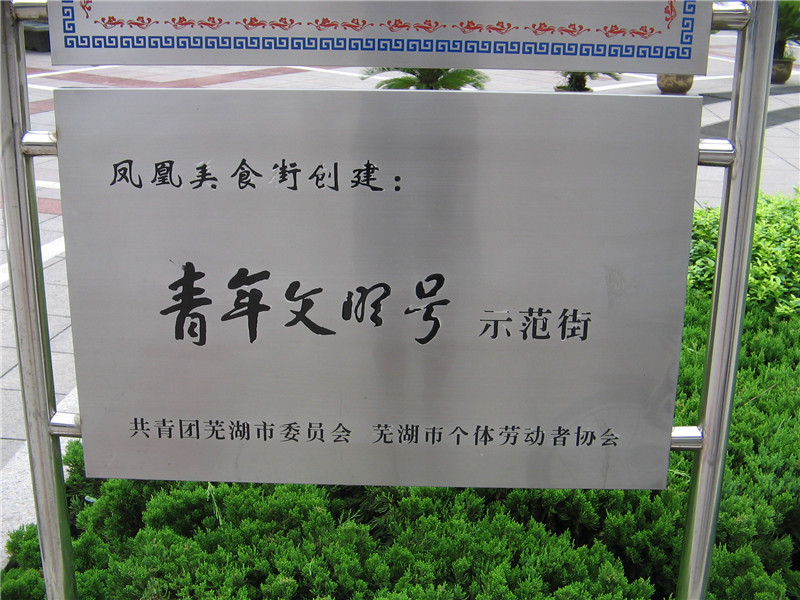 凤凰美食街创建：
青年文明号 示范街
共青团芜湖市委员会 芜湖市个体劳动者协会